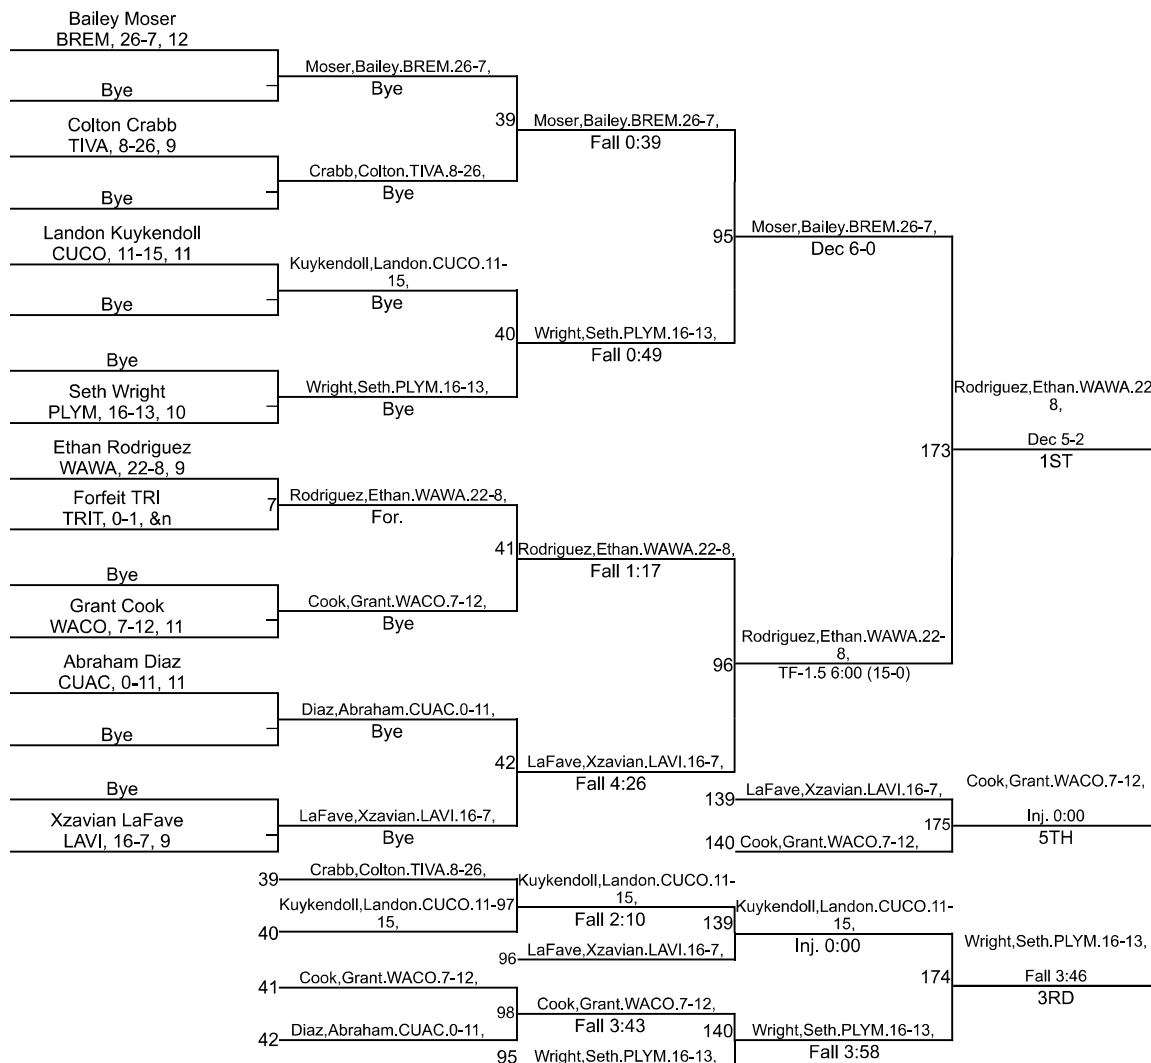 Bailey Moser
BREM, 26-7, 12
Bye
Moser,Bailey.BREM.26-7,
Bye
Colton Crabb
TIVA, 8-26, 9
Bye
Crabb,Colton.TIVA.8-26,
Bye
39
Moser,Bailey.BREM.26-7,
Fall 0:39
Landon Kuykendoll
CUCO, 11-15, 11
Bye
Kuykendoll,Landon.CUCO.11-
15,
Bye
Bye
Seth Wright
PLYM, 16-13, 10
Wright,Seth.PLYM.16-13,
Bye
40
Wright,Seth.PLYM.16-13,
Fall 0:49
95
Moser,Bailey.BREM.26-7,
Dec 6-0
Ethan Rodriguez
WAWA, 22-8, 9
Forfeit TRI
TRIT, 0-1, &n
7
Rodriguez,Ethan.WAWA.22-8,
For.
Bye
Grant Cook
WACO, 7-12, 11
Cook,Grant.WACO.7-12,
Bye
41
Rodriguez,Ethan.WAWA.22-8,
Fall 1:17
Abraham Diaz
CUAC, 0-11, 11
Bye
Diaz,Abraham.CUAC.0-11,
Bye
Bye
Xzavian LaFave
LAVI, 16-7, 9
LaFave,Xzavian.LAVI.16-7,
Bye
42
LaFave,Xzavian.LAVI.16-7,
Fall 4:26
96
Rodriguez,Ethan.WAWA.22-
8,
TF-1.5 6:00 (15-0)
173
Rodriguez,Ethan.WAWA.22
8,
Dec 5-2
1ST
139
LaFave,Xzavian.LAVI.16-7,
140
Cook,Grant.WACO.7-12,
175
Cook,Grant.WACO.7-12,
Inj. 0:00
5TH
39
Crabb,Colton.TIVA.8-26,
40
Kuykendoll,Landon.CUCO.11-97
15,
Kuykendoll,Landon.CUCO.11-
15,
Fall 2:10
96
LaFave,Xzavian.LAVI.16-7,
139
Kuykendoll,Landon.CUCO.11-
15,
Inj. 0:00
41
Cook,Grant.WACO.7-12,
42
Diaz,Abraham.CUAC.0-11,
98
Cook,Grant.WACO.7-12,
Fall 3:43
95
Wright,Seth.PLYM.16-13,
140
Wright,Seth.PLYM.16-13,
Fall 3:58
174
Wright,Seth.PLYM.16-13,
Fall 3:46
3RD